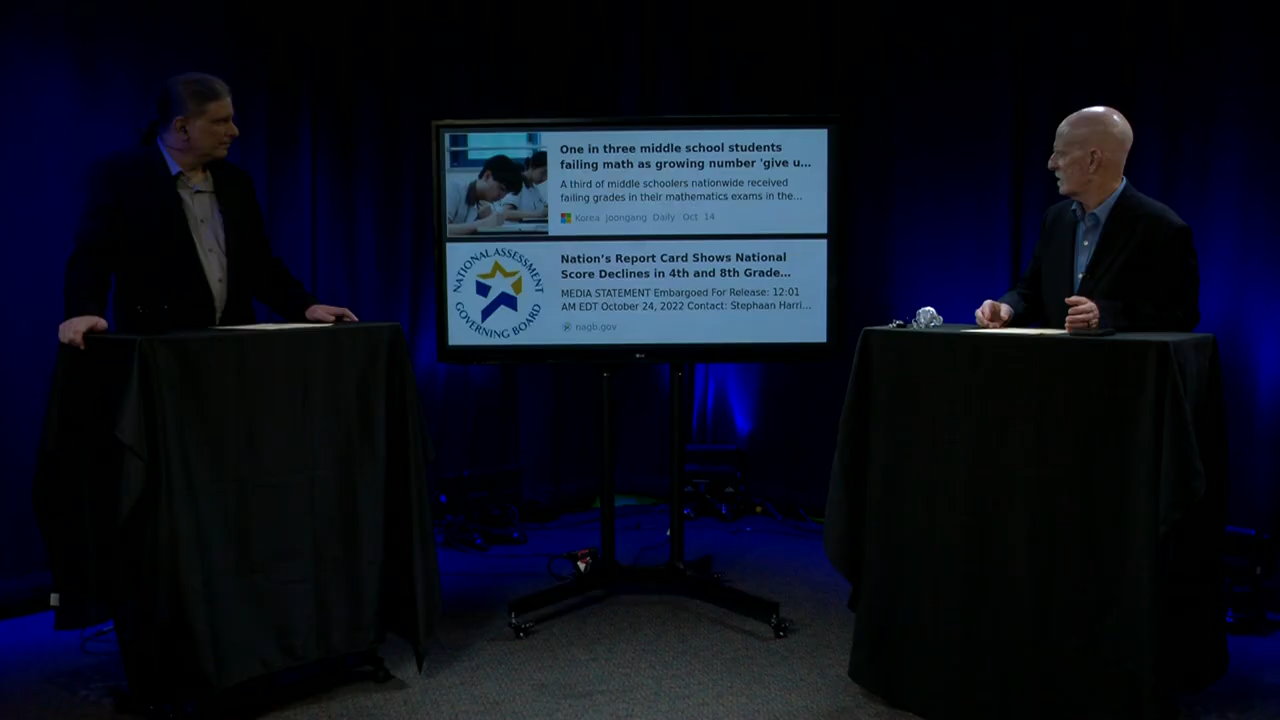 One in three middle school students
failing math as growing number 'give u...
A third of middle schoolers nationwide received
failing grades in their mathematics exams in the...
Korea Joongang Daily · Oct 14
NATIONAL ASSESSMENT
GOVERNING BOARD
Nation's Report Card Shows National
Score Declines in 4th and 8th Grade...
MEDIA STATEMENT Embargoed For Release: 12:01
AM EDT October 24, 2022 Contact: Stephaan Harri...
nagb.gov
LG